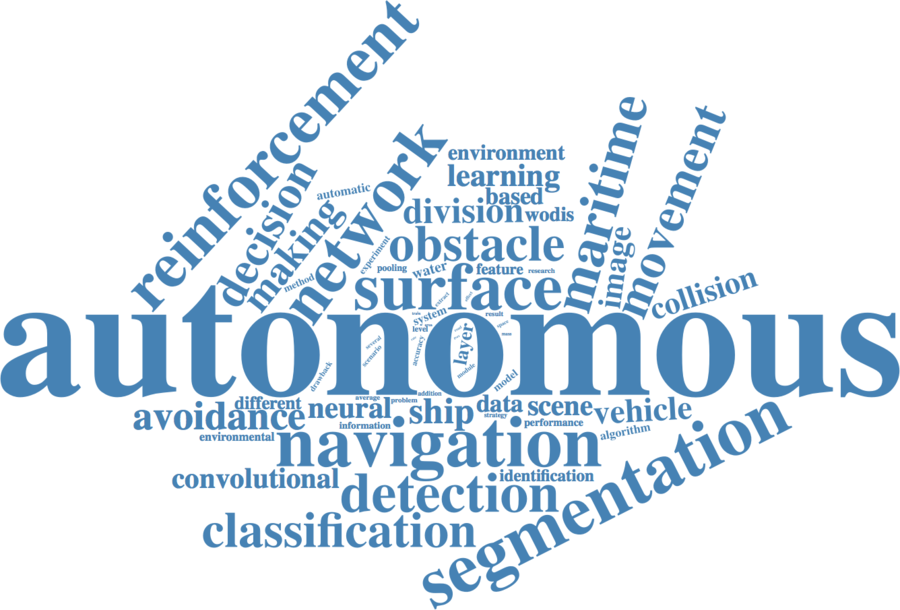 reinforcement
decision
making
automatic
network
environment
learning
based
division
wodis
maritime
image
movement
obstacle
experiment
method
pooling
water
feature
research
surface
collision
extract
system
result
level
space
autonomous
several
scenario
accuracy
layer
module
model
drawback
addition
average
problem
different
avoidance
neural
ship
data
strategy
scene
vehicle
environmental
information
performance
algorithm
navigation
segmentation
convolutional
detection
identification
classification